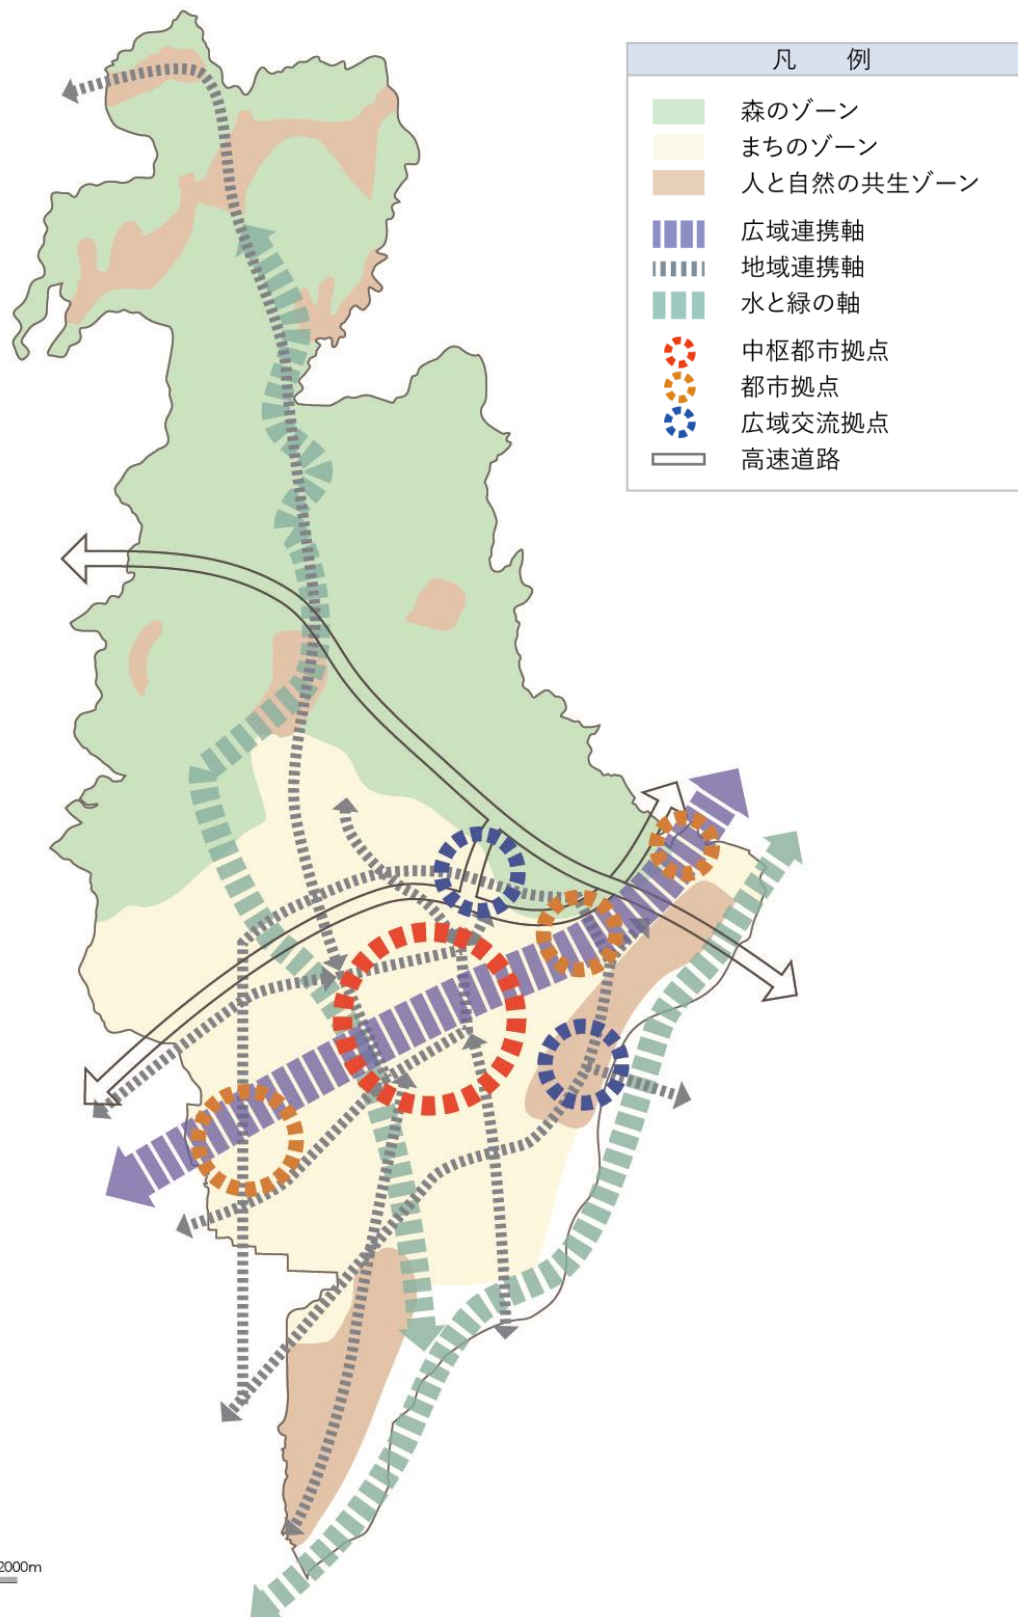 凡　例
森のゾーン
まちのゾーン
人と自然の共生ゾーン
広域連携軸
地域連携軸
水と緑の軸
中枢都市拠点
都市拠点
広域交流拠点
高速道路
2000m